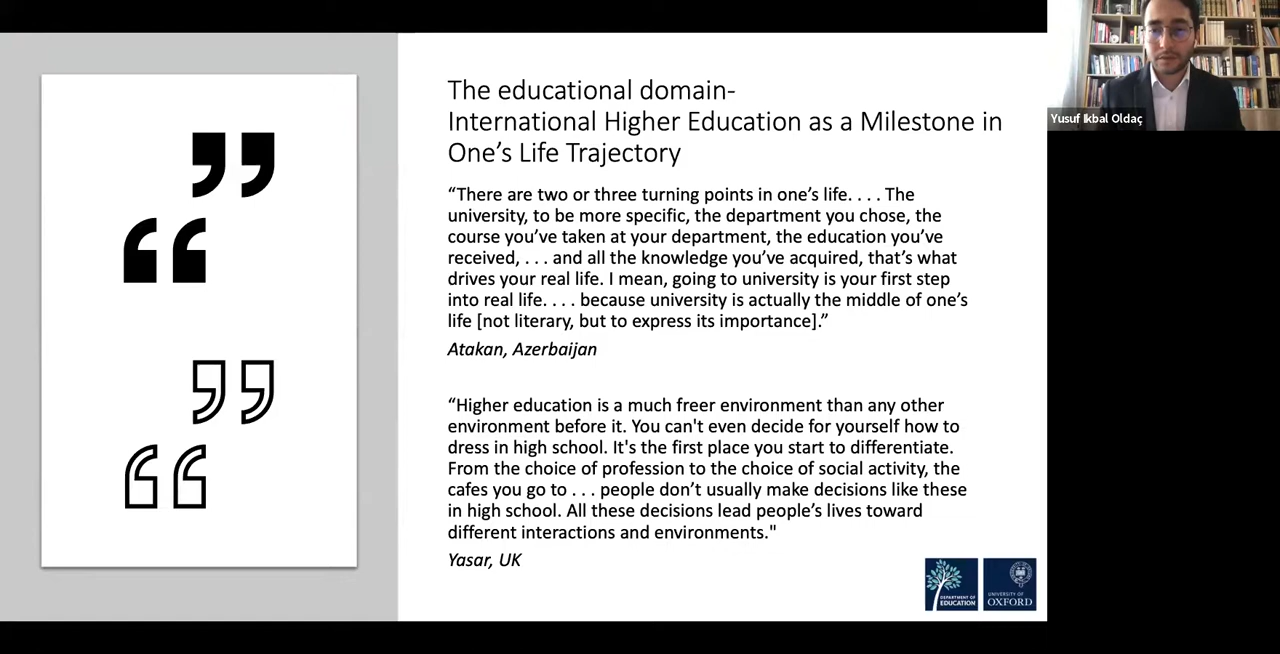 The educational domain-
International Higher Education as a Milestone in
One’s Life Trajectory
“There are two or three turning points in one’s life. . . . The
university, to be more specific, the department you chose, the
course you’ve taken at your department, the education you’ve
received, . . . and all the knowledge you’ve acquired, that’s what
drives your real life. I mean, going to university is your first step
into real life. . . . because university is actually the middle of one’s
life [not literary, but to express its importance].”
Atakan, Azerbaijan
“Higher education is a much freer environment than any other
environment before it. You can't even decide for yourself how to
dress in high school. It's the first place you start to differentiate.
From the choice of profession to the choice of social activity, the
cafes you go to . . . people don’t usually make decisions like these
in high school. All these decisions lead people’s lives toward
different interactions and environments."
Yasar, UK
DEPARTMENT OF
EDUCATION
UNIVERSITY OF
OXFORD
Yusuf Ikbal Oldaç